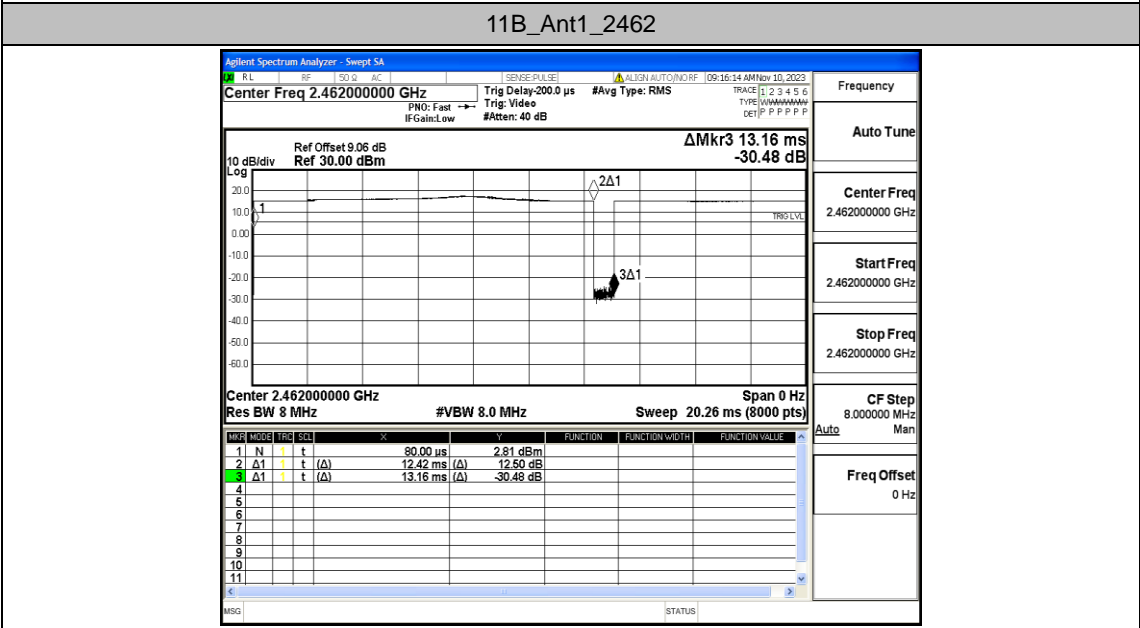 11B_Ant1_2462
Agilent Spectrum Analyzer - Swept SA
LXI RL RF 50 Ω AC SENSE:PULSE ALIGN AUTO/NO RF 09:16:14 AM Nov 10, 2023
Center Freq 2.462000000 GHz
PNO: Fast
IFGain:Low
Trig Delay-200.0 µs #Avg Type: RMS
Trig: Video
#Atten: 40 dB
TRACE 1 2 3 4 5 6
TYPE
DET P P P P P P
Ref Offset 9.06 dB
10 dB/div Ref 30.00 dBm
ΔMkr3 13.16 ms
-30.48 dB
Log
20.0
10.0
0.00
-10.0
-20.0
-30.0
-40.0
-50.0
-60.0
1
2Δ1
3Δ1
TRIG LVL
Center 2.462000000 GHz Span 0 Hz
Res BW 8 MHz #VBW 8.0 MHz Sweep 20.26 ms (8000 pts)
MKR MODE TRC SCL X Y FUNCTION FUNCTION WIDTH FUNCTION VALUE
1 N 1 t 80.00 µs 2.81 dBm
2 Δ1 1 t (Δ) 12.42 ms (Δ) 12.50 dB
3 Δ1 1 t (Δ) 13.16 ms (Δ) -30.48 dB
4
5
6
7
8
9
10
11
MSG STATUS
Frequency
Auto Tune
Center Freq
2.462000000 GHz
Start Freq
2.462000000 GHz
Stop Freq
2.462000000 GHz
CF Step
8.000000 MHz
Auto Man
Freq Offset
0 Hz